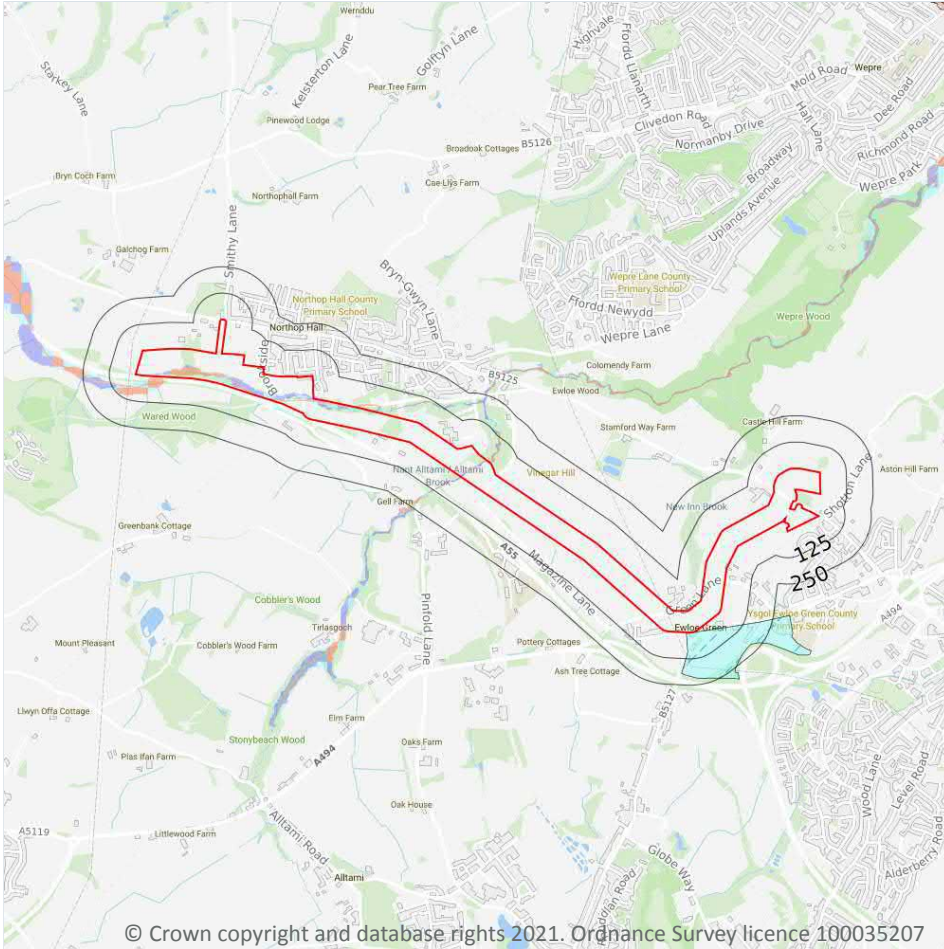 Wernddu
Highvale
Ffordd Llanarth
Golftyn Lane
Kelsterton Lane
Starkey Lane
Mold Road
Wepre
Pear Tree Farm
Hall Lane
Dee Road
Clivedon Road
Pinewood Lodge
Normanby Drive
Richmond Road
Broadoak Cottages
B5126
Broadway
Bryn Coch Farm
Cae-Llys Farm
Wepre Park
Northophall Farm
Uplands Avenue
Smithy Lane
Galchog Farm
Bryn-Gwyn Lane
Wepre Lane County
Primary School
Northop Hall County
Primary School
Ffordd Newydd
Wepre Wood
Northop Hall
Wepre Lane
Brookside
Colomendy Farm
B5125
Ewloe Wood
Wared Wood
Castle Hill Farm
Stamford Way Farm
Nant Alltami / Alltami
Brook
Vinegar Hill
Aston Hill Farm
Shotton Lane
Gell Farm
New Inn Brook
Greenbank Cottage
A55
125
Magazine Lane
250
Green Lane
Cobbler's Wood
Pinfold Lane
Ysgol Ewloe Green County
Primary School
A494
Tirlasgoch
Ewloe Green
Mount Pleasant
Cobbler's Wood Farm
Pottery Cottages
Ash Tree Cottage
B5127
Llwyn Offa Cottage
Elm Farm
Stonybeach Wood
A494
Oaks Farm
Plas Ifan Farm
Wood Lane
Level Road
Oak House
A5119
Littlewood Farm
Alltami Road
Globe Way
Alderberry Road
Alltami
© Crown copyright and database rights 2021. Ordnance Survey licence 100035207